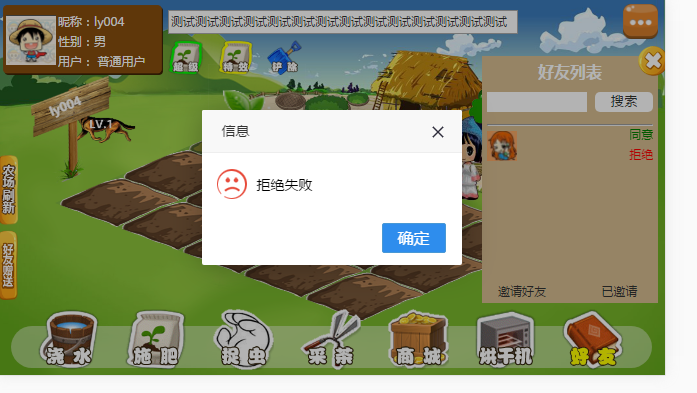 昵称：ly004
性别：男
用户： 普通用户
测试测试测试测试测试测试测试测试测试测试测试测试测试测试
超 级
特 效
铲 除
好友列表
搜索
同意
拒绝
ly004
LV.1
信息
拒绝失败
确定
农场刷新
好友赠送
邀请好友
已邀请
浇 水
施 肥
捉 虫
采 茶
商 城
烘干机
好 友